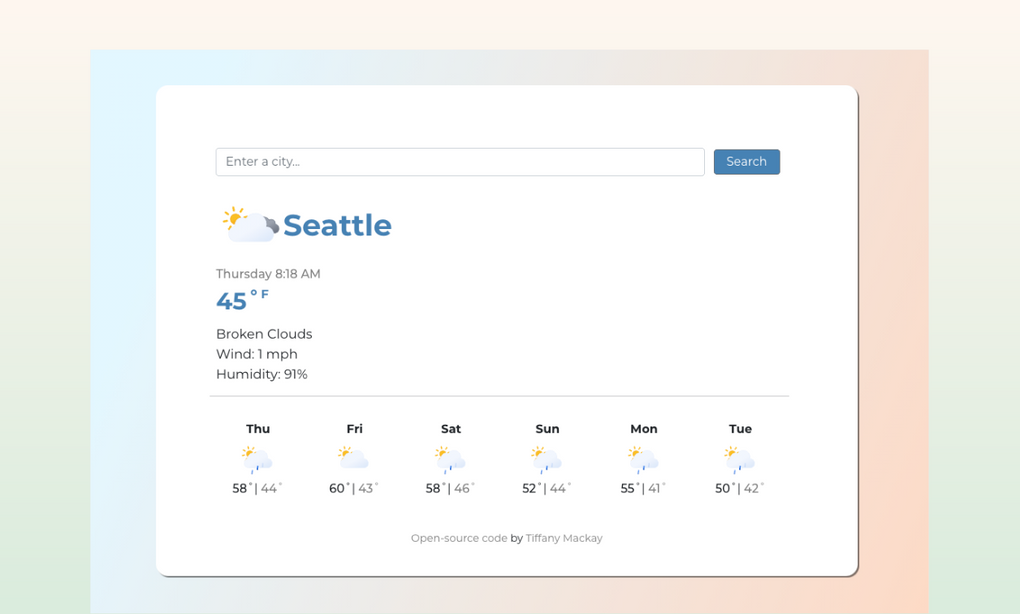 Enter a city...
Search
Seattle
Thursday 8:18 AM
45 ° F
Broken Clouds
Wind: 1 mph
Humidity: 91%
Thu Fri Sat Sun Mon Tue
58°| 44° 60°| 43° 58°| 46° 52°| 44° 55°| 41° 50°| 42°
Open-source code by Tiffany Mackay